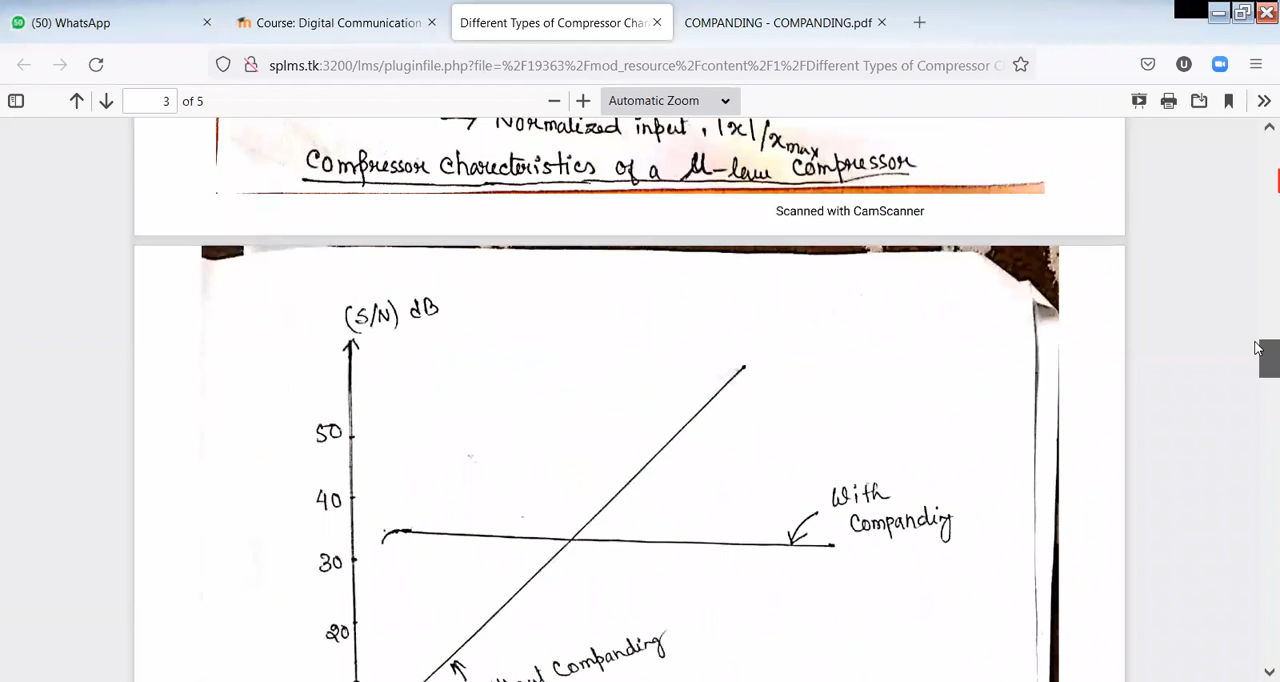 (50) WhatsApp
Course: Digital Communication
Different Types of Compressor Char
COMPANDING - COMPANDING.pdf
splms.tk:3200/lms/pluginfile.php?file=%2F19363%2Fmod_resource%2Fcontent%2F1%2FDifferent Types of Compressor C
3 of 5
Automatic Zoom
→ Normalized input, |x|/xmax
Compressor Characteristics of a μ-law Compressor
Scanned with CamScanner
(S/N) dB
50
40
30
20
With
Companding
Companding